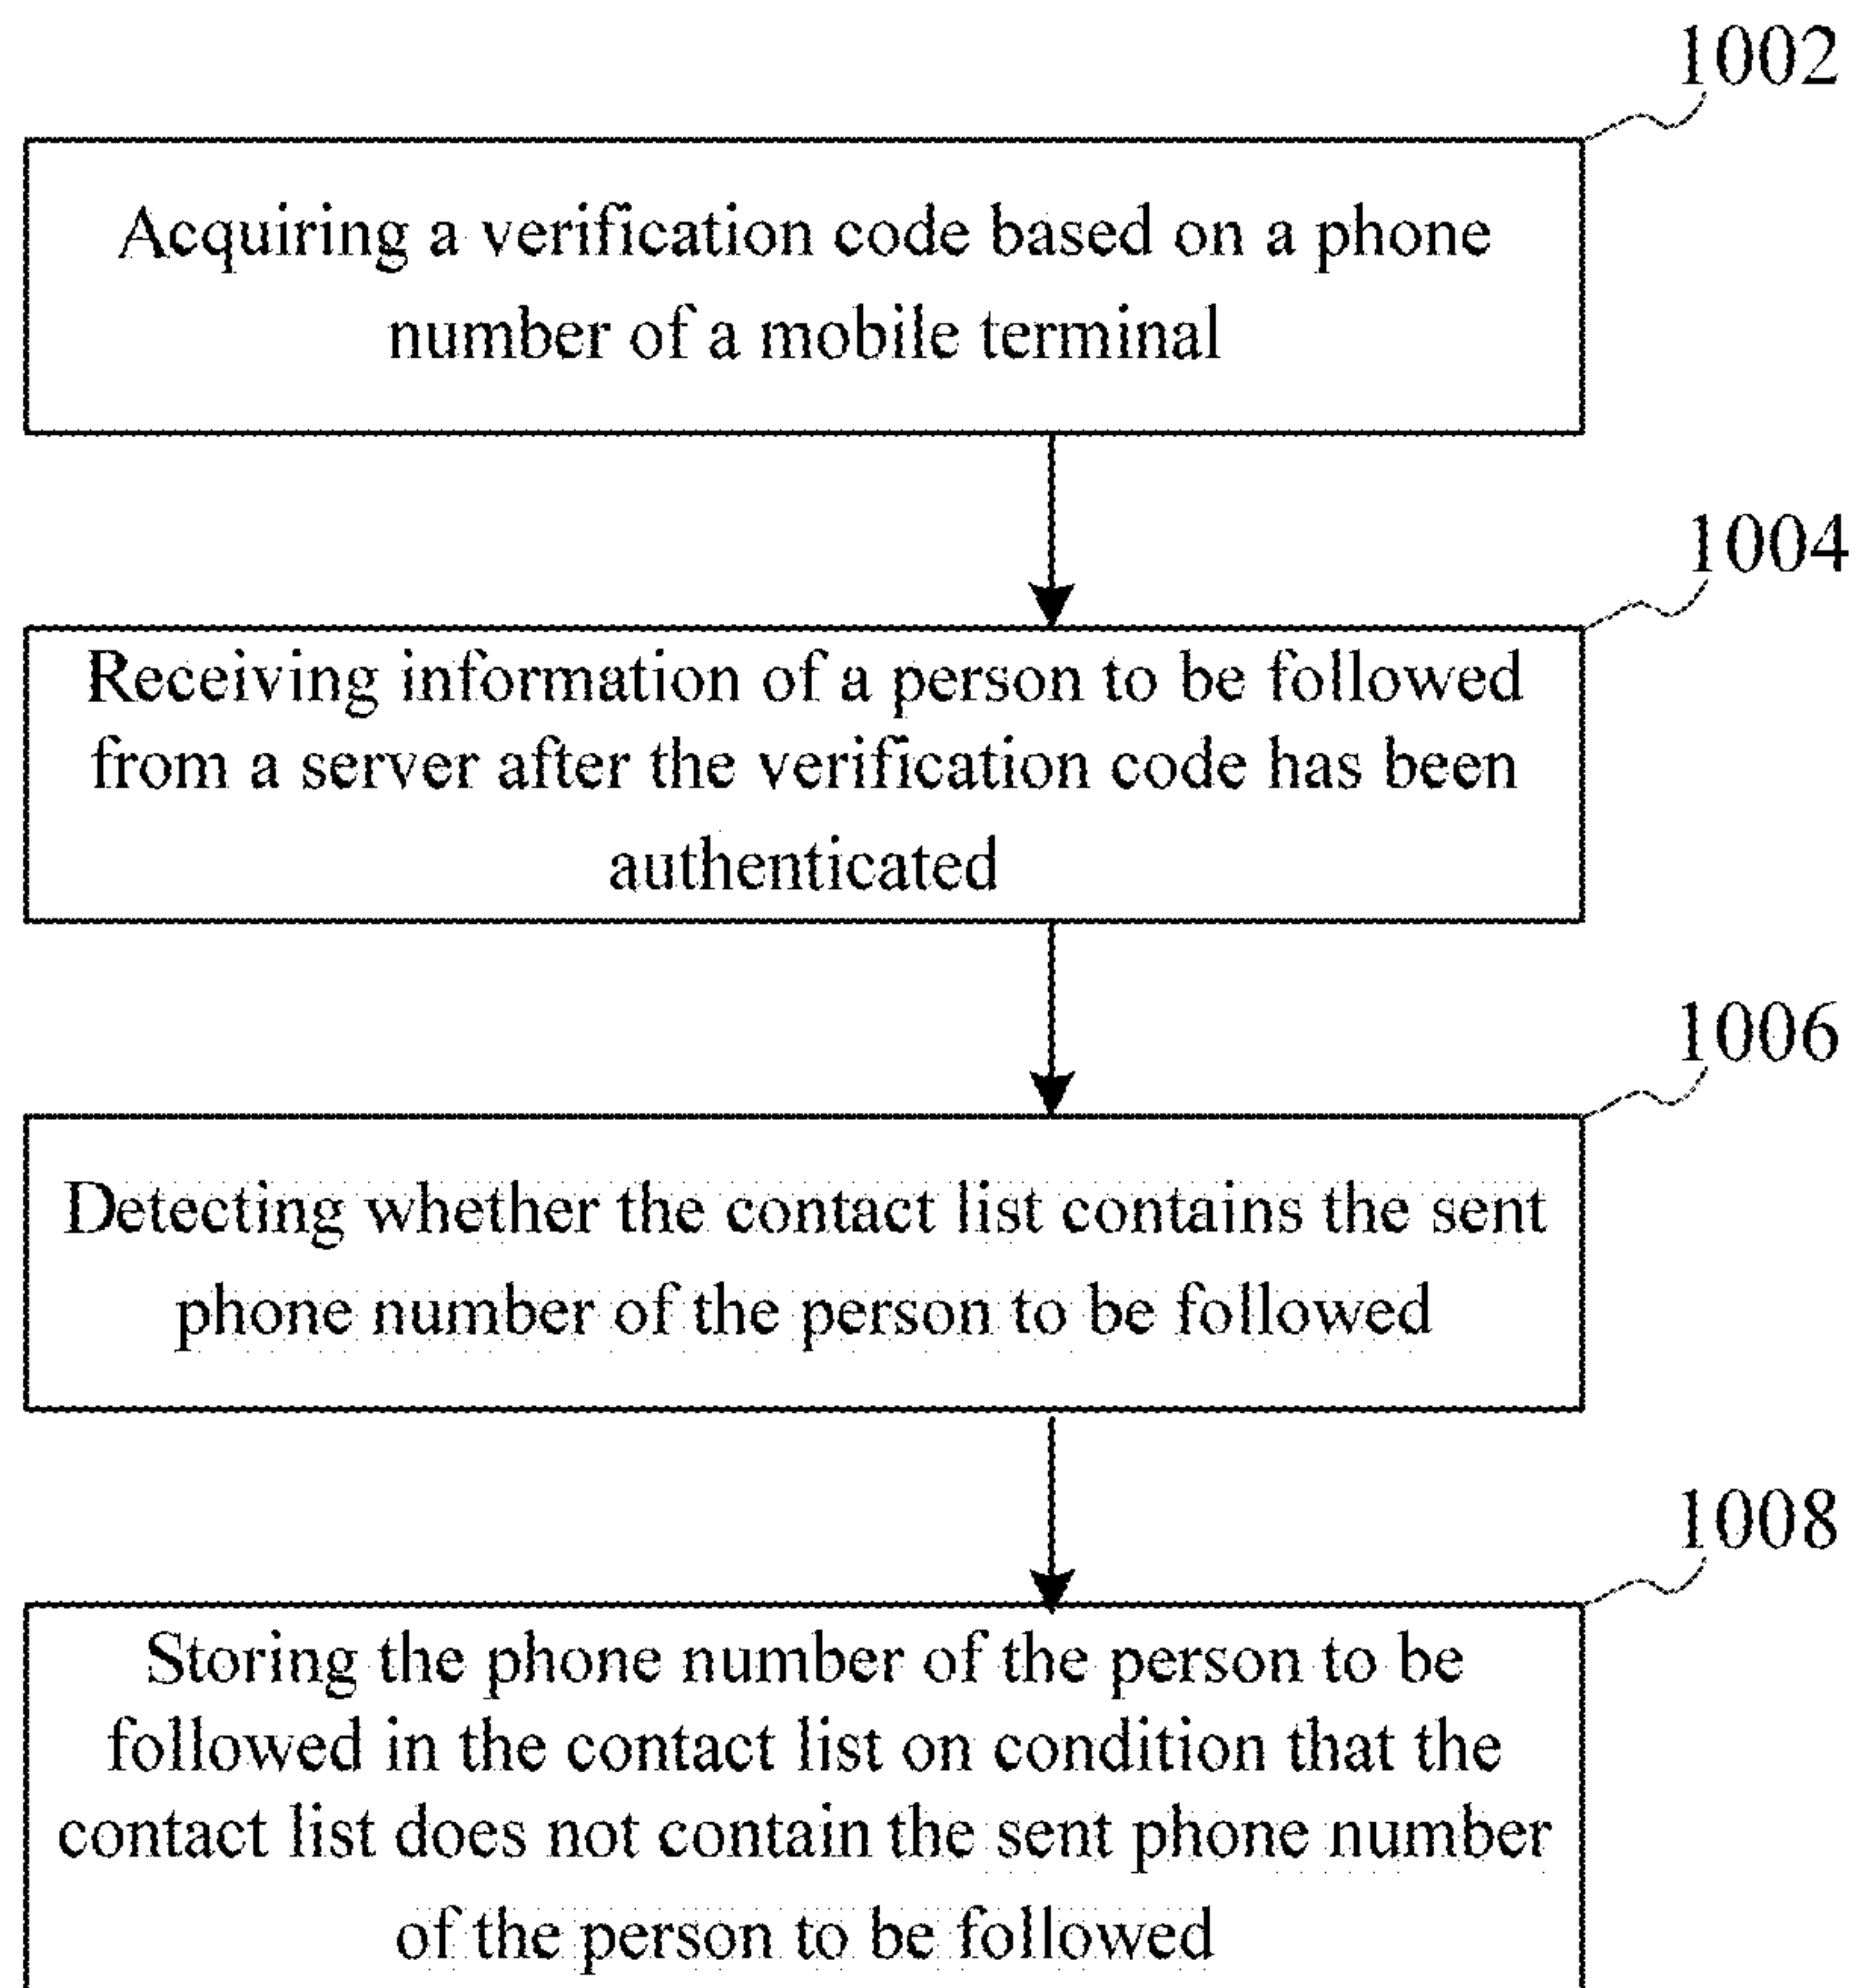 1002
Acquiring a verification code based on a phone
number of a mobile terminal
1004
Receiving information of a person to be followed
from a server after the verification code has been
authenticated
1006
Detecting whether the contact list contains the sent
phone number of the person to be followed
1008
Storing the phone number of the person to be
followed in the contact list on condition that the
contact list does not contain the sent phone number
of the person to be followed